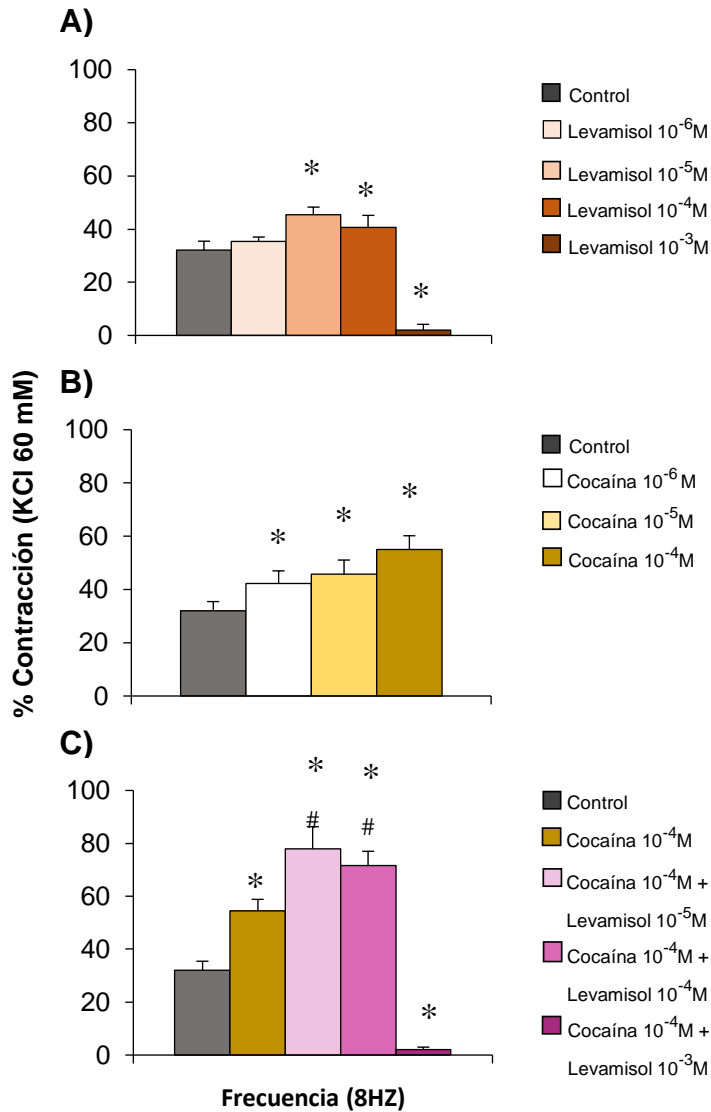 A)
100
80
60
40
20
0
*
*
*
Control
Levamisol 10⁻⁶M
Levamisol 10⁻⁵M
Levamisol 10⁻⁴M
Levamisol 10⁻³M
% Contracción (KCl 60 mM)
B)
100
80
60
40
20
0
*
*
*
Control
Cocaína 10⁻⁶ M
Cocaína 10⁻⁵M
Cocaína 10⁻⁴M
C)
100
80
60
40
20
0
*
*
#
#
*
*
Control
Cocaína 10⁻⁴M
Cocaína 10⁻⁴M +
Levamisol 10⁻⁵M
Cocaína 10⁻⁴M +
Levamisol 10⁻⁴M
Cocaína 10⁻⁴M +
Levamisol 10⁻³M
Frecuencia (8HZ)